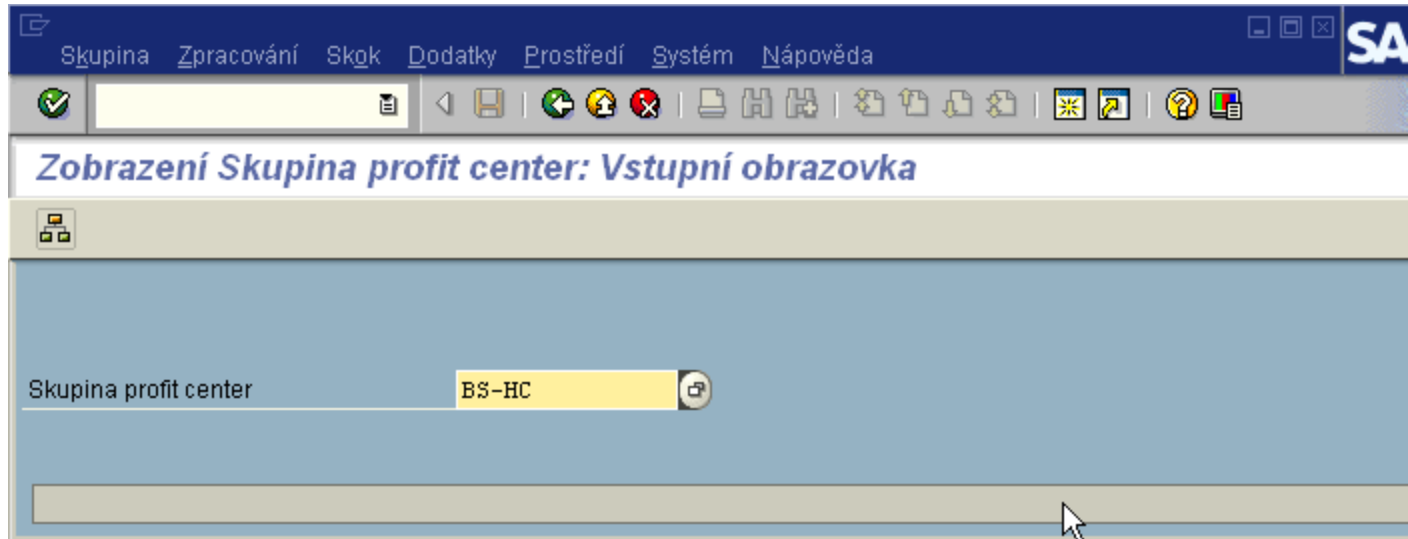 Skupina Zpracování Skok Dodatky Prostředí Systém Nápověda
SA
Zobrazení Skupina profit center: Vstupní obrazovka
Skupina profit center BS-HC